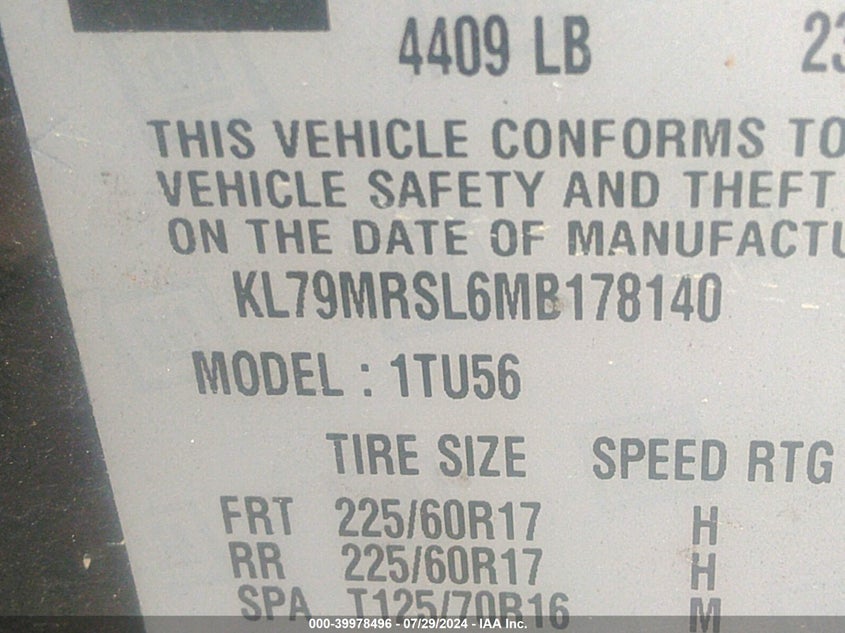 4409 LB 23
THIS VEHICLE CONFORMS TO
VEHICLE SAFETY AND THEFT
ON THE DATE OF MANUFACTU
KL79MRSL6MB178140
MODEL : 1TU56
TIRE SIZE SPEED RTG
FRT 225/60R17 H
RR 225/60R17 H
SPA T125/70R16 M
000-39978496 - 07/29/2024 - IAA Inc.